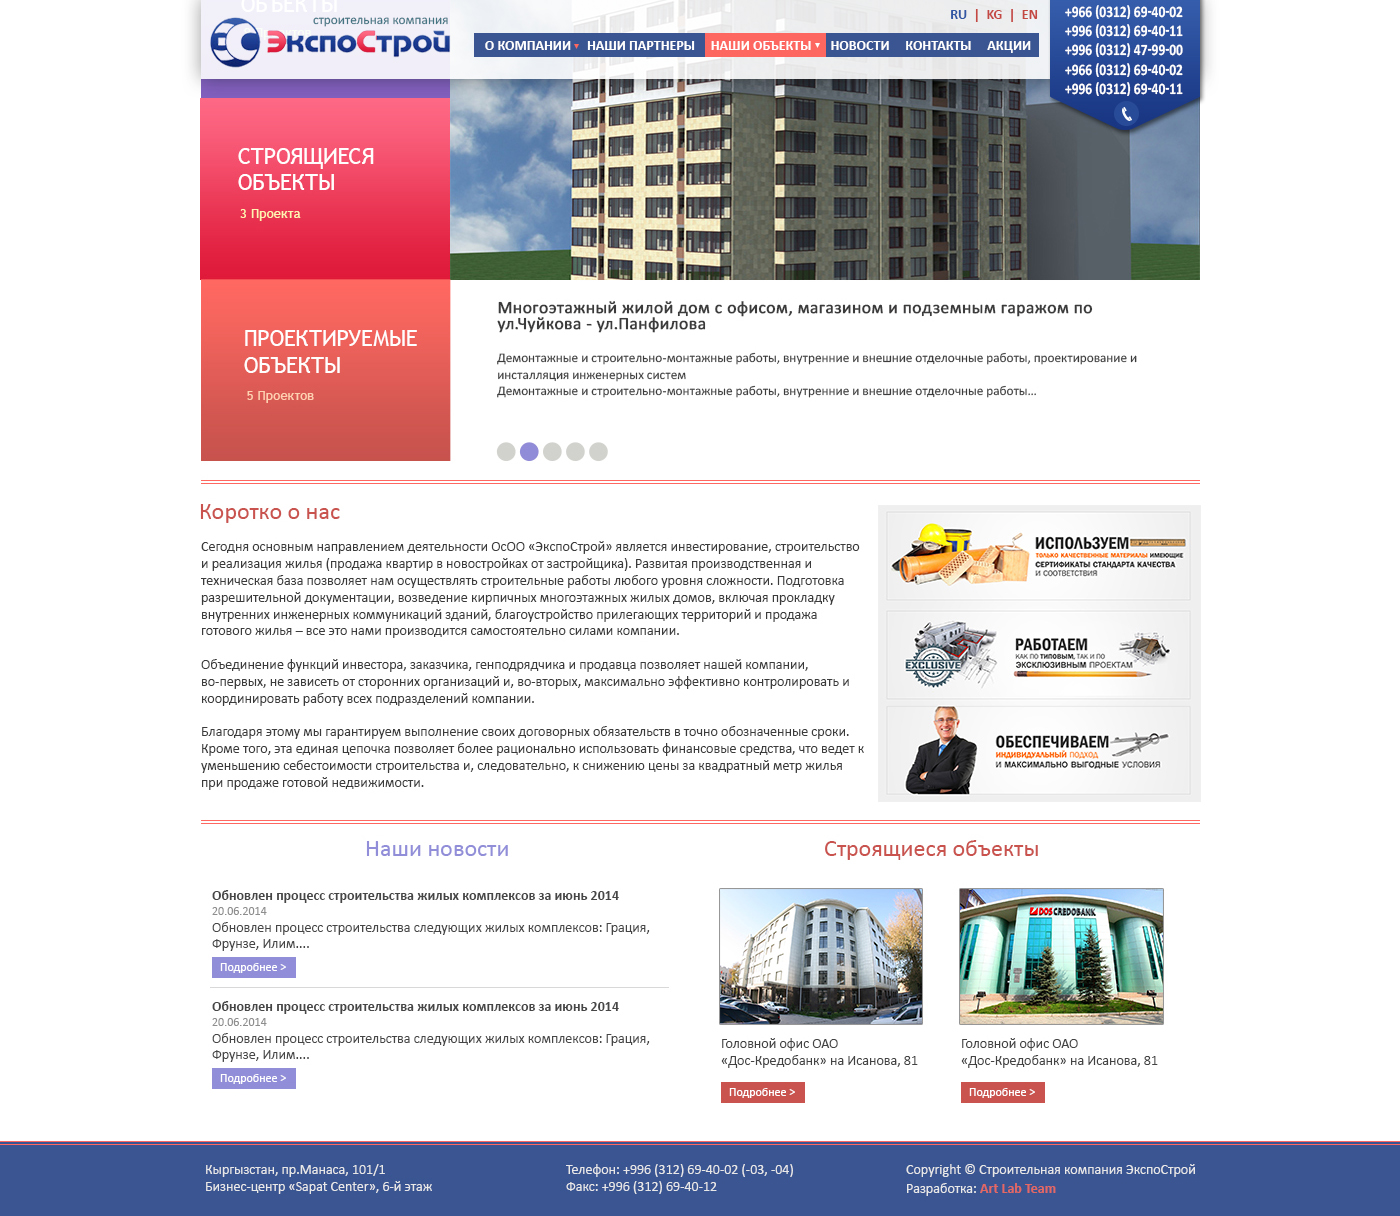 ОБЪЕКТЫ
строительная компания
ЭкспоСтрой
RU | KG | EN
О КОМПАНИИ НАШИ ПАРТНЕРЫ НАШИ ОБЪЕКТЫ НОВОСТИ КОНТАКТЫ АКЦИИ
+966 (0312) 69-40-02
+996 (0312) 69-40-11
+996 (0312) 47-99-00
+966 (0312) 69-40-02
+996 (0312) 69-40-11
СТРОЯЩИЕСЯ
ОБЪЕКТЫ
3 Проекта
ПРОЕКТИРУЕМЫЕ
ОБЪЕКТЫ
5 Проектов
Многоэтажный жилой дом с офисом, магазином и подземным гаражом по
ул.Чуйкова - ул.Панфилова
Демонтажные и строительно-монтажные работы, внутренние и внешние отделочные работы, проектирование и
инсталляция инженерных систем
Демонтажные и строительно-монтажные работы, внутренние и внешние отделочные работы...
Коротко о нас
Сегодня основным направлением деятельности ОсОО «ЭкспоСтрой» является инвестирование, строительство
и реализация жилья (продажа квартир в новостройках от застройщика). Развитая производственная и
техническая база позволяет нам осуществлять строительные работы любого уровня сложности. Подготовка
разрешительной документации, возведение кирпичных многоэтажных жилых домов, включая прокладку
внутренних инженерных коммуникаций зданий, благоустройство прилегающих территорий и продажа
готового жилья – все это нами производится самостоятельно силами компании.
Объединение функций инвестора, заказчика, генподрядчика и продавца позволяет нашей компании,
во-первых, не зависеть от сторонних организаций и, во-вторых, максимально эффективно контролировать и
координировать работу всех подразделений компании.
Благодаря этому мы гарантируем выполнение своих договорных обязательств в точно обозначенные сроки.
Кроме того, эта единая цепочка позволяет более рационально использовать финансовые средства, что ведет к
уменьшению себестоимости строительства и, следовательно, к снижению цены за квадратный метр жилья
при продаже готовой недвижимости.
ИСПОЛЬЗУЕМ
ТОЛЬКО КАЧЕСТВЕННЫЕ МАТЕРИАЛЫ ИМЕЮЩИЕ
СЕРТИФИКАТЫ СТАНДАРТА КАЧЕСТВА
И СООТВЕТСТВИЯ
EXCLUSIVE
РАБОТАЕМ
КАК ПО ТИПОВЫМ, ТАК И ПО
ЭКСКЛЮЗИВНЫМ ПРОЕКТАМ
ОБЕСПЕЧИВАЕМ
ИНДИВИДУАЛЬНЫЙ ПОДХОД
И МАКСИМАЛЬНО ВЫГОДНЫЕ УСЛОВИЯ
Наши новости
Обновлен процесс строительства жилых комплексов за июнь 2014
20.06.2014
Обновлен процесс строительства следующих жилых комплексов: Грация,
Фрунзе, Илим....
Подробнее >
Обновлен процесс строительства жилых комплексов за июнь 2014
20.06.2014
Обновлен процесс строительства следующих жилых комплексов: Грация,
Фрунзе, Илим....
Подробнее >
Строящиеся объекты
Головной офис ОАО
«Дос-Кредобанк» на Исанова, 81
Подробнее >
DOSCREDOBANK
Головной офис ОАО
«Дос-Кредобанк» на Исанова, 81
Подробнее >
Кыргызстан, пр.Манаса, 101/1
Бизнес-центр «Sapat Center», 6-й этаж
Телефон: +996 (312) 69-40-02 (-03, -04)
Факс: +996 (312) 69-40-12
Copyright © Строительная компания ЭкспоСтрой
Разработка: Art Lab Team